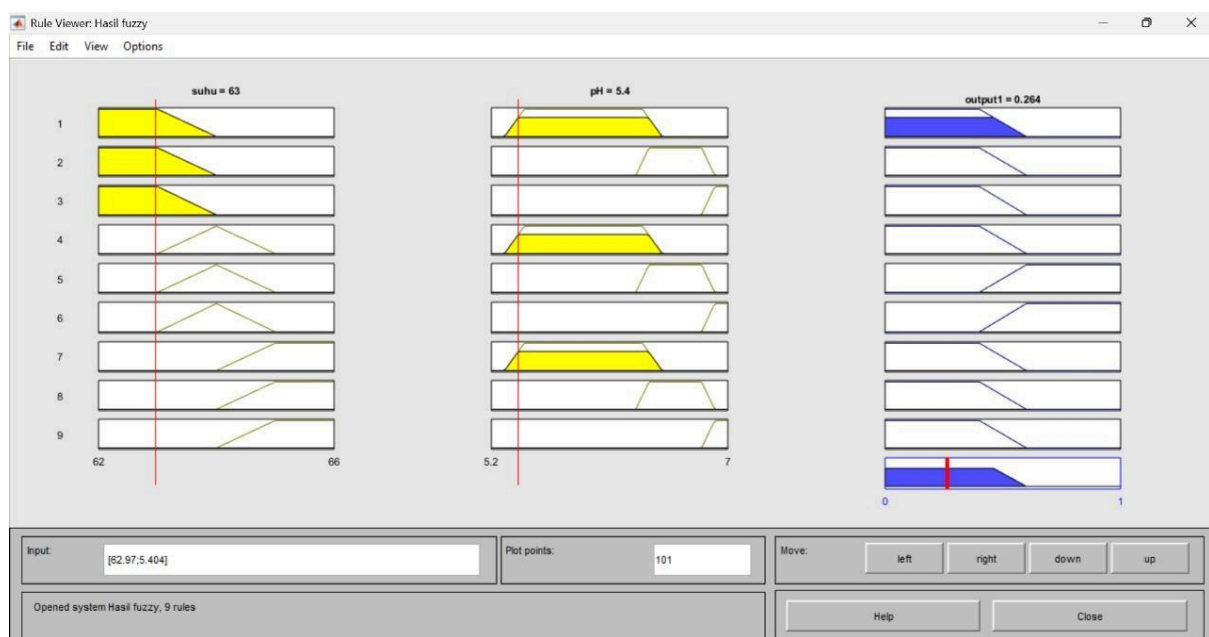 Rule Viewer: Hasil fuzzy
File Edit View Options
suhu = 63
pH = 5.4
output1 = 0.264
1
2
3
4
5
6
7
8
9
62 66
5.2 7
0 1
Input: [62.97;5.404]
Plot points: 101
Move: left right down up
Opened system Hasil fuzzy, 9 rules
Help Close